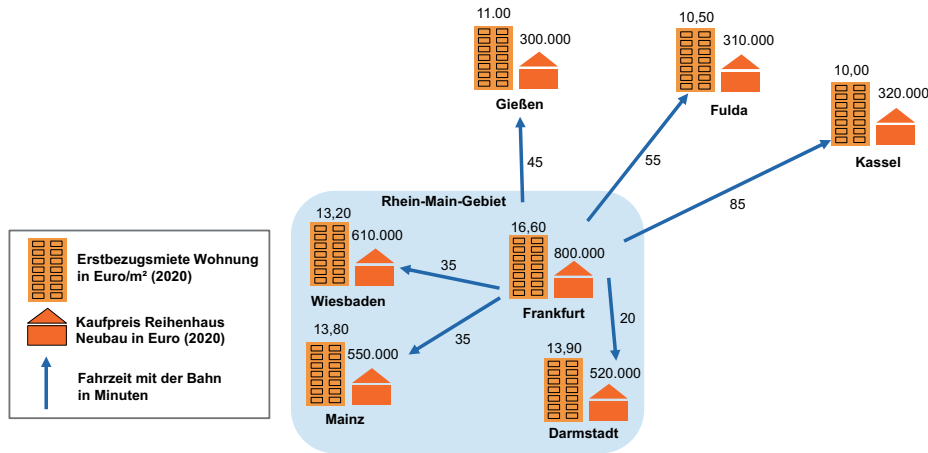 11.00
300.000
Gießen
10,50
310.000
Fulda
10,00
320.000
Kassel
45
55
85
Rhein-Main-Gebiet
13,20
610.000
Wiesbaden
35
16,60
800.000
Frankfurt
20
13,80
550.000
Mainz
35
13,90
520.000
Darmstadt
Erstbezugsmiete Wohnung
in Euro/m² (2020)
Kaufpreis Reihenhaus
Neubau in Euro (2020)
Fahrzeit mit der Bahn
in Minuten